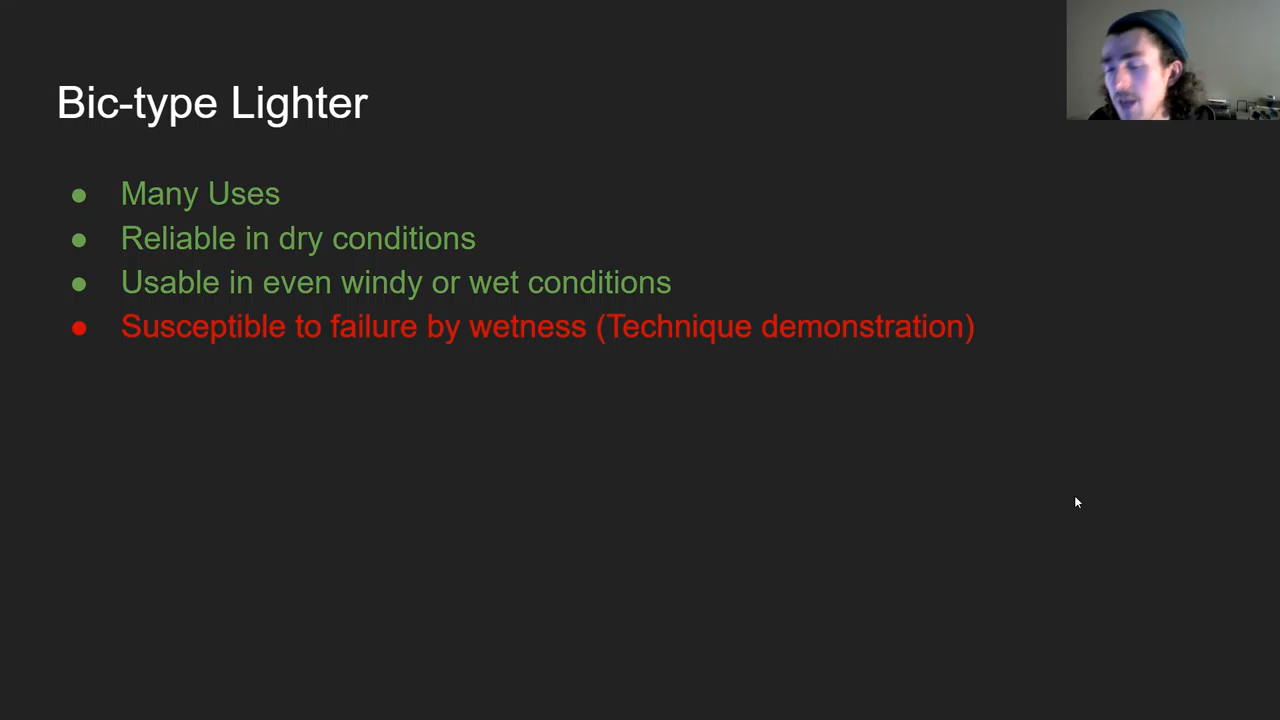 Bic-type Lighter
● Many Uses
● Reliable in dry conditions
● Usable in even windy or wet conditions
● Susceptible to failure by wetness (Technique demonstration)